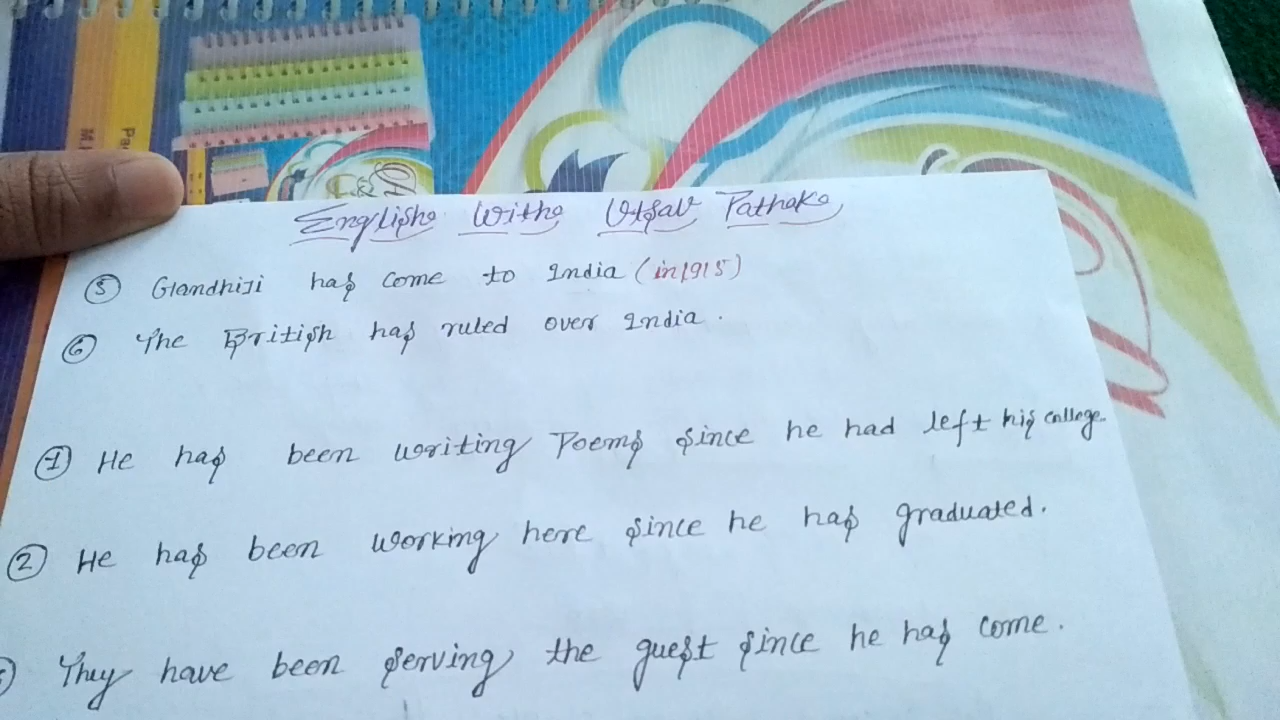 English With Utsav Pathak
⑤ Gandhiji has come to India (in 1915)
⑥ The British has ruled over India.
① He has been writing Poems since he had left his college.
② He has been working here since he has graduated.
They have been serving the guest since he has come.